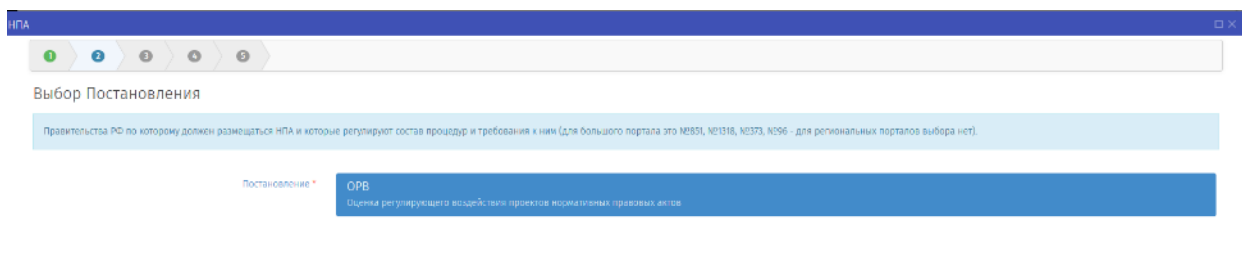 НПА
1 2 3 4 5
Выбор Постановления
Правительства РФ по которому должен размещаться НПА и которые регулируют состав процедур и требования к ним (для большого портала это №851, №1318, №373, №96 - для региональных порталов выбора нет).
Постановление *
ОРВ
Оценка регулирующего воздействия проектов нормативных правовых актов